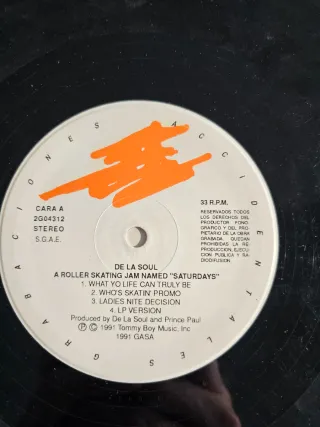 GRABACIONES ACCIDENTALES
CARA A
2G04312
STEREO
S.G.A.E.
33 R.P.M.
RESERVADOS TODOS
LOS DERECHOS DEL
PRODUCTOR FONO-
GRAFICO Y DEL PRO-
PIETARIO DE LA OBRA
GRABADA QUEDAN
PROHIBIDA LA RE-
PRODUCCION, EJECU-
CION PUBLICA Y RA-
DIODIFUSION.
DE LA SOUL
A ROLLER SKATING JAM NAMED "SATURDAYS"
1. WHAT YO LIFE CAN TRULY BE
2. WHO'S SKATIN' PROMO
3. LADIES NITE DECISION
4. LP VERSION
Produced by De La Soul and Prince Paul
Ⓟ © 1991 Tommy Boy Music, Inc
1991 GASA